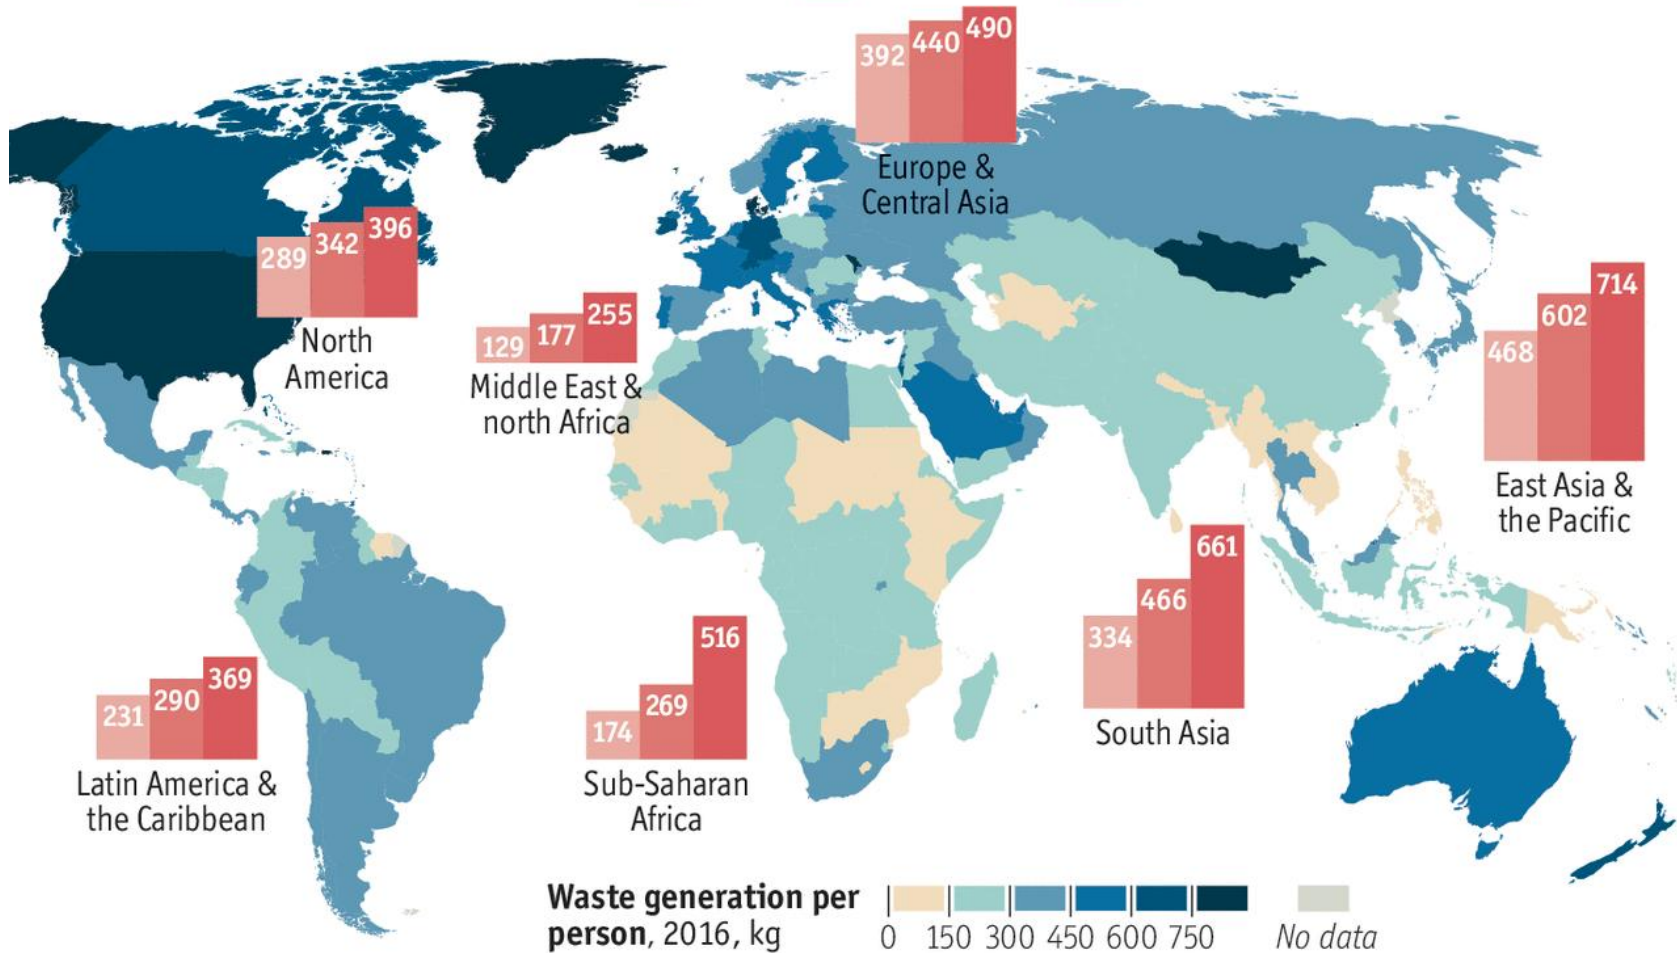 392 440 490
Europe &
Central Asia
289 342 396
North
America
129 177 255
Middle East &
north Africa
468 602 714
East Asia &
the Pacific
334 466 661
South Asia
231 290 369
Latin America &
the Caribbean
174 269 516
Sub-Saharan
Africa
Waste generation per
person, 2016, kg
0 150 300 450 600 750
No data